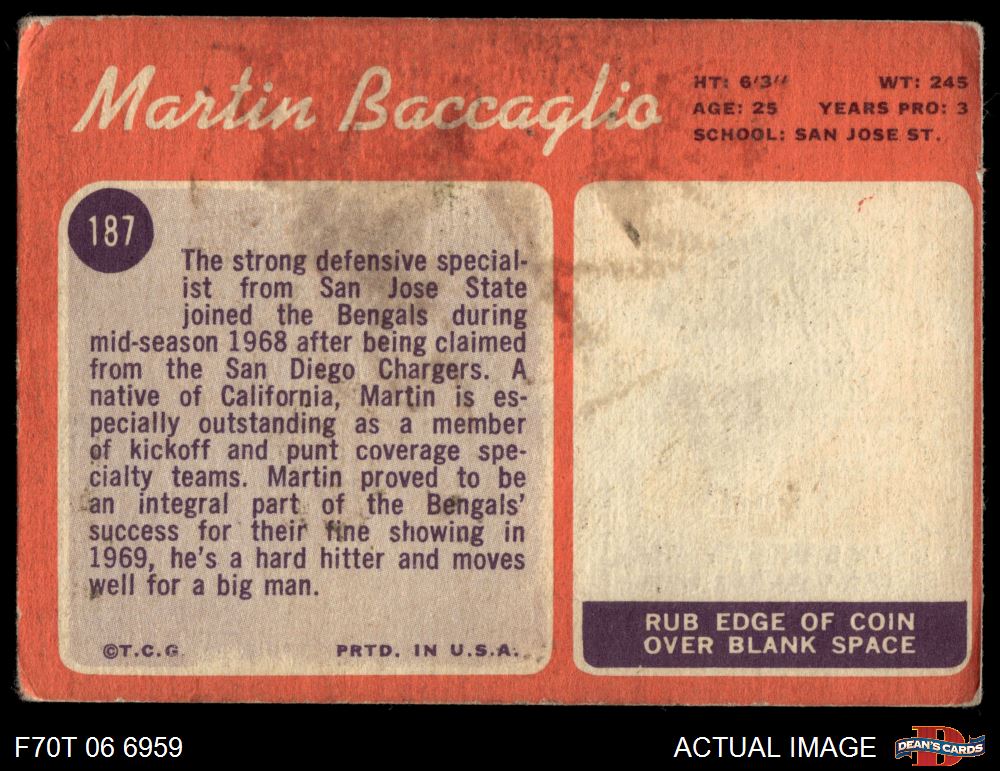 Martin Baccaglio
HT: 6'3" WT: 245
AGE: 25 YEARS PRO: 3
SCHOOL: SAN JOSE ST.
187
The strong defensive special-
ist from San Jose State
joined the Bengals during
mid-season 1968 after being claimed
from the San Diego Chargers. A
native of California, Martin is es-
pecially outstanding as a member
of kickoff and punt coverage spe-
cialty teams. Martin proved to be
an integral part of the Bengals'
success for their fine showing in
1969, he's a hard hitter and moves
well for a big man.
©T.C.G. PRTD. IN U.S.A.
RUB EDGE OF COIN
OVER BLANK SPACE
F70T 06 6959
ACTUAL IMAGE
D
DEAN'S CARDS